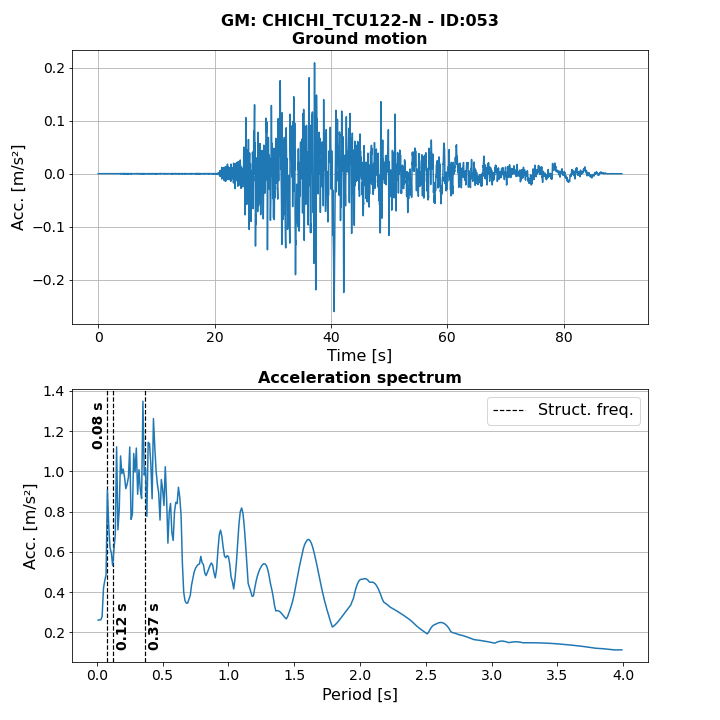 GM: CHICHI_TCU122-N - ID:053
Ground motion
0.2
0.1
0.0
−0.1
−0.2
Acc. [m/s²]
0
20
40
60
80
Time [s]
Acceleration spectrum
1.4
1.2
1.0
0.8
0.6
0.4
0.2
Acc. [m/s²]
Struct. freq.
0.08 s
0.12 s
0.37 s
0.0
0.5
1.0
1.5
2.0
2.5
3.0
3.5
4.0
Period [s]